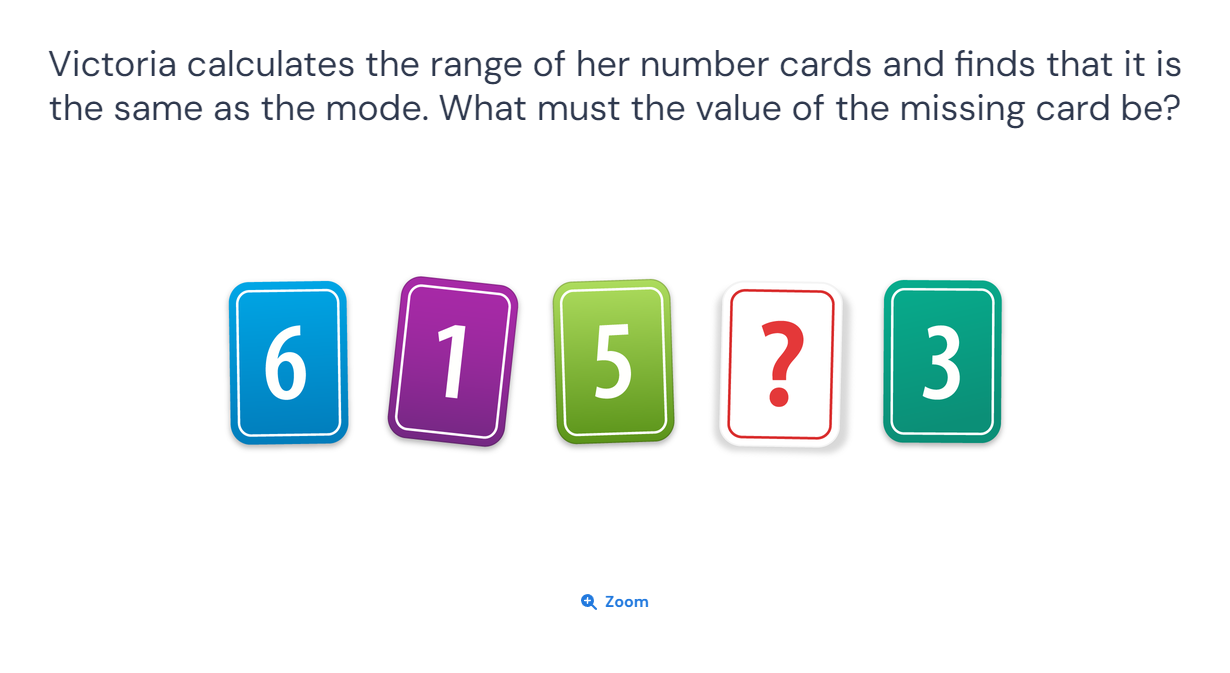 Victoria calculates the range of her number cards and finds that it is
the same as the mode. What must the value of the missing card be?
6 1 5 ? 3
Zoom